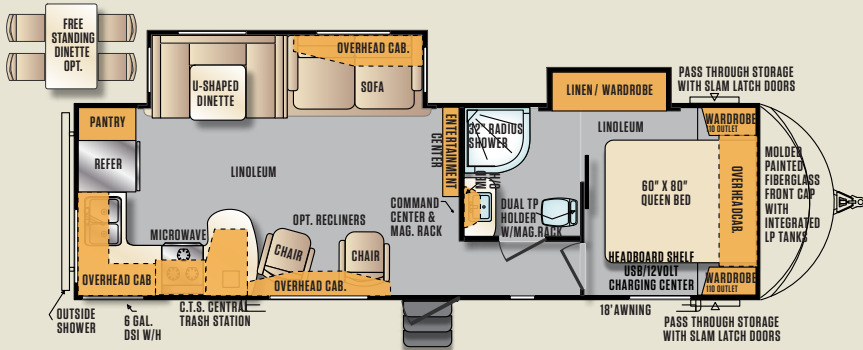 FREE
STANDING
DINETTE
OPT.
OVERHEAD CAB.
U-SHAPED
DINETTE
SOFA
PANTRY
REFER
LINOLEUM
MICROWAVE
OPT. RECLINERS
CHAIR
CHAIR
OVERHEAD CAB
OVERHEAD CAB.
OUTSIDE
SHOWER
6 GAL.
DSI W/H
C.T.S. CENTRAL
TRASH STATION
ENTERTAINMENT
CENTER
COMMAND
CENTER &
MAG. RACK
32" RADIUS
SHOWER
MED
O/H
DUAL TP
HOLDER
W/MAG.RACK
LINEN / WARDROBE
LINOLEUM
PASS THROUGH STORAGE
WITH SLAM LATCH DOORS
WARDROBE
110 OUTLET
60" X 80"
QUEEN BED
OVERHEADCAB.
MOLDED
PAINTED
FIBERGLASS
FRONT CAP
WITH
INTEGRATED
LP TANKS
HEADBOARD SHELF
USB/12VOLT
CHARGING CENTER
WARDROBE
110 OUTLET
18'AWNING
PASS THROUGH STORAGE
WITH SLAM LATCH DOORS